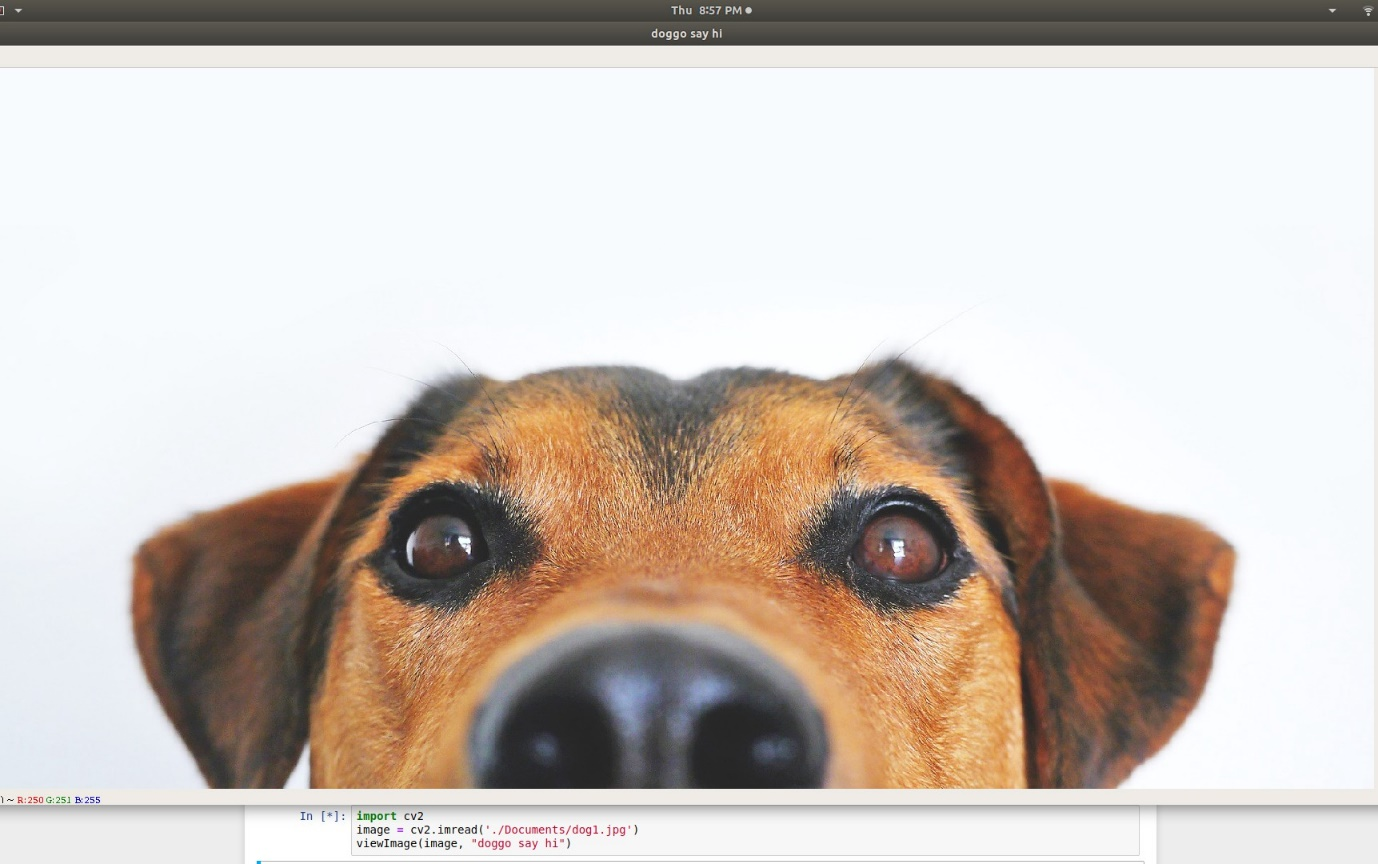 Thu 8:57 PM
doggo say hi
) ~ R:250 G:251 B:255
In [*]: import cv2
image = cv2.imread('./Documents/dog1.jpg')
viewImage(image, "doggo say hi")